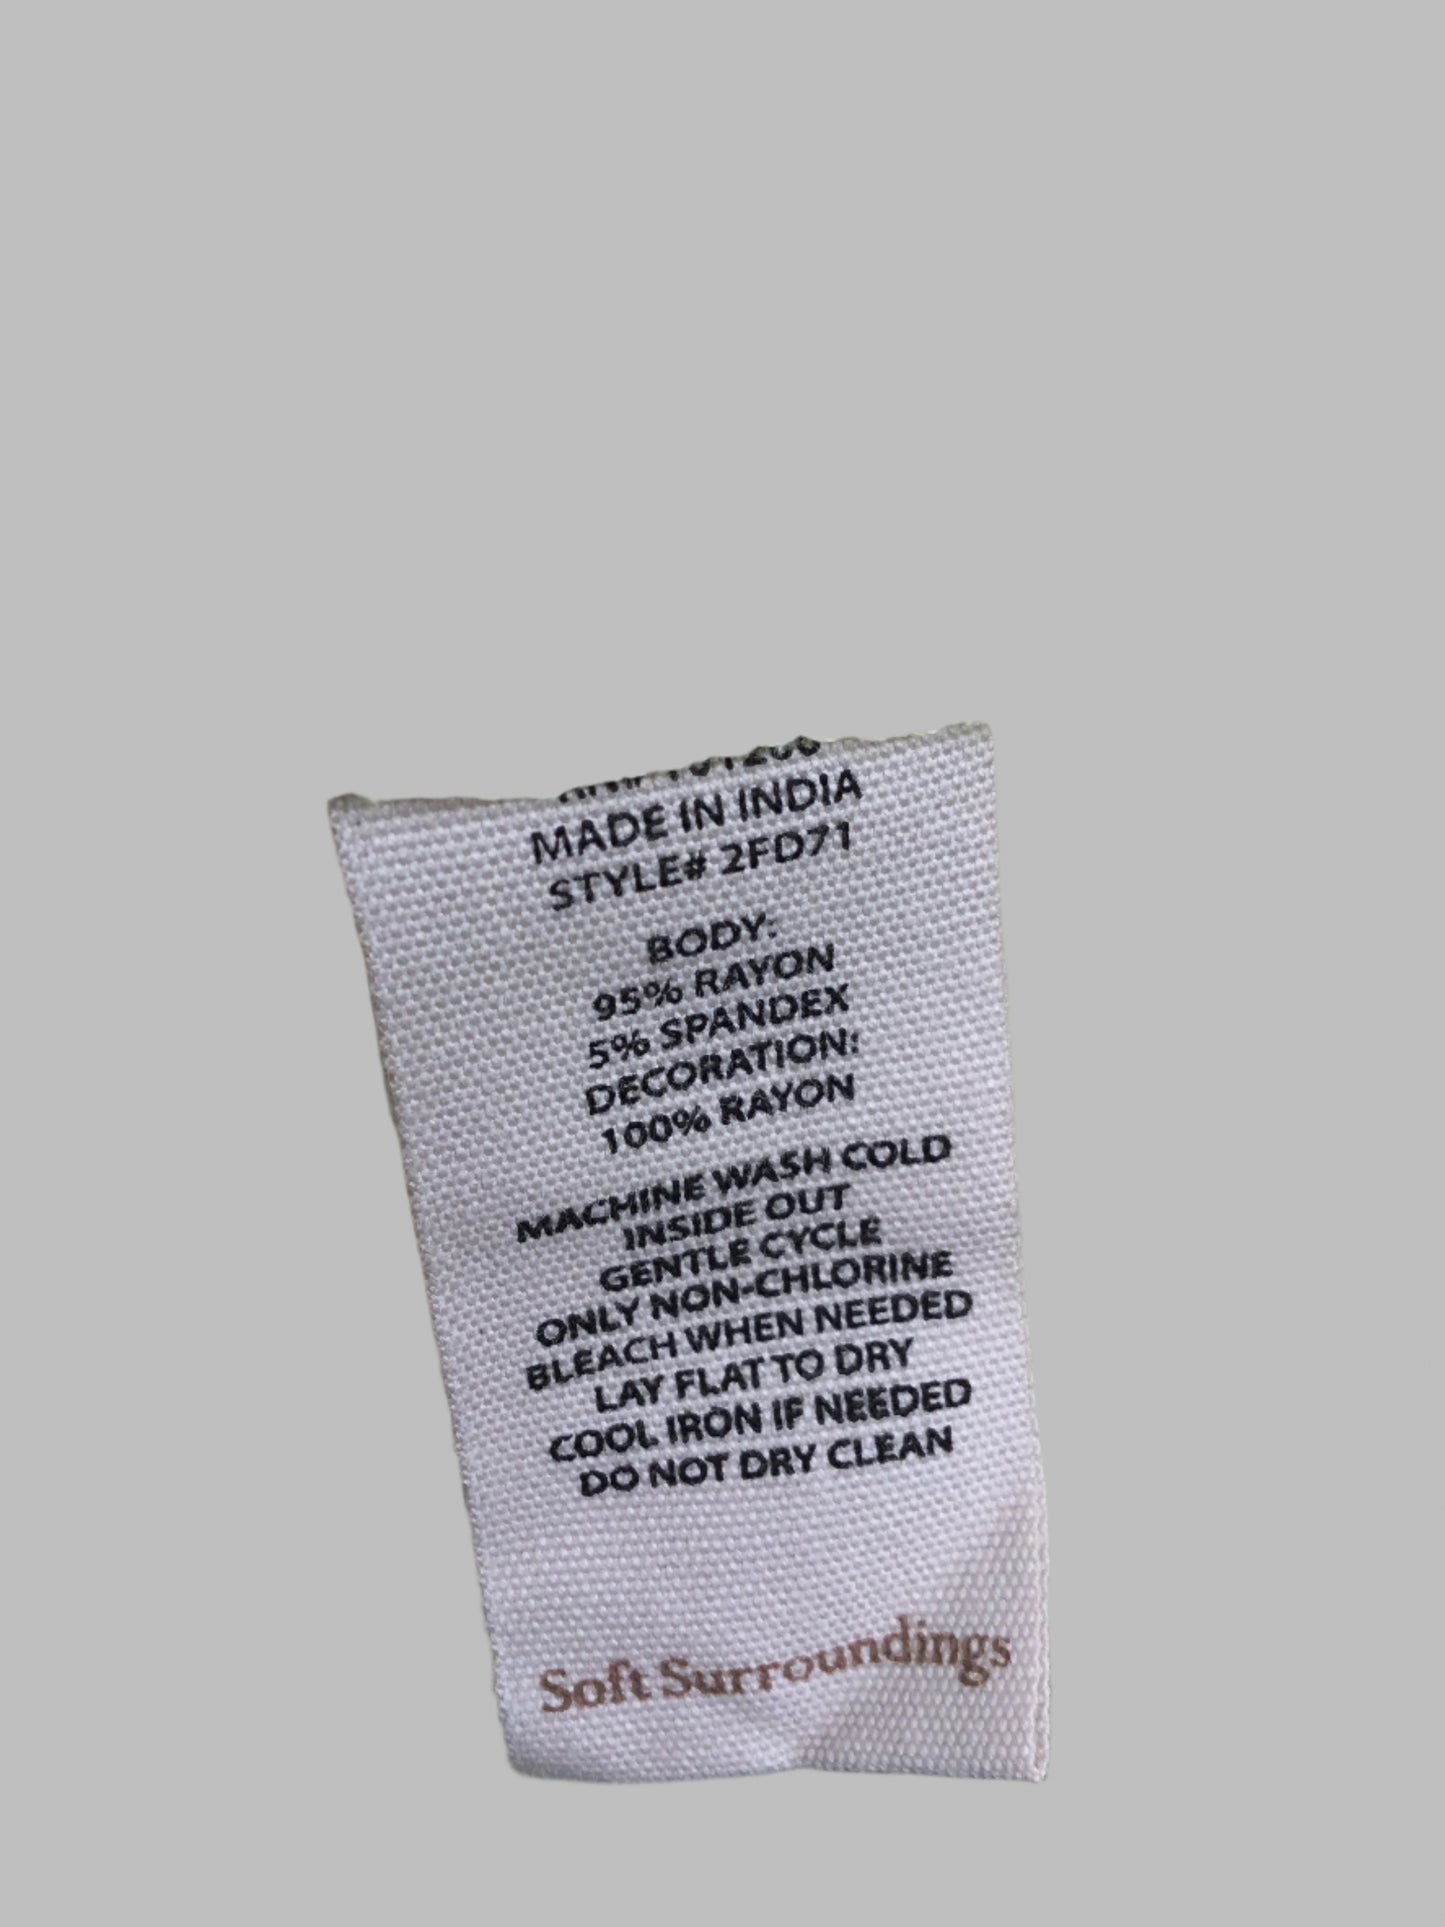 MADE IN INDIA
STYLE# 2FD71
BODY:
95% RAYON
5% SPANDEX
DECORATION:
100% RAYON
MACHINE WASH COLD
INSIDE OUT
GENTLE CYCLE
ONLY NON-CHLORINE
BLEACH WHEN NEEDED
LAY FLAT TO DRY
COOL IRON IF NEEDED
DO NOT DRY CLEAN
Soft Surroundings